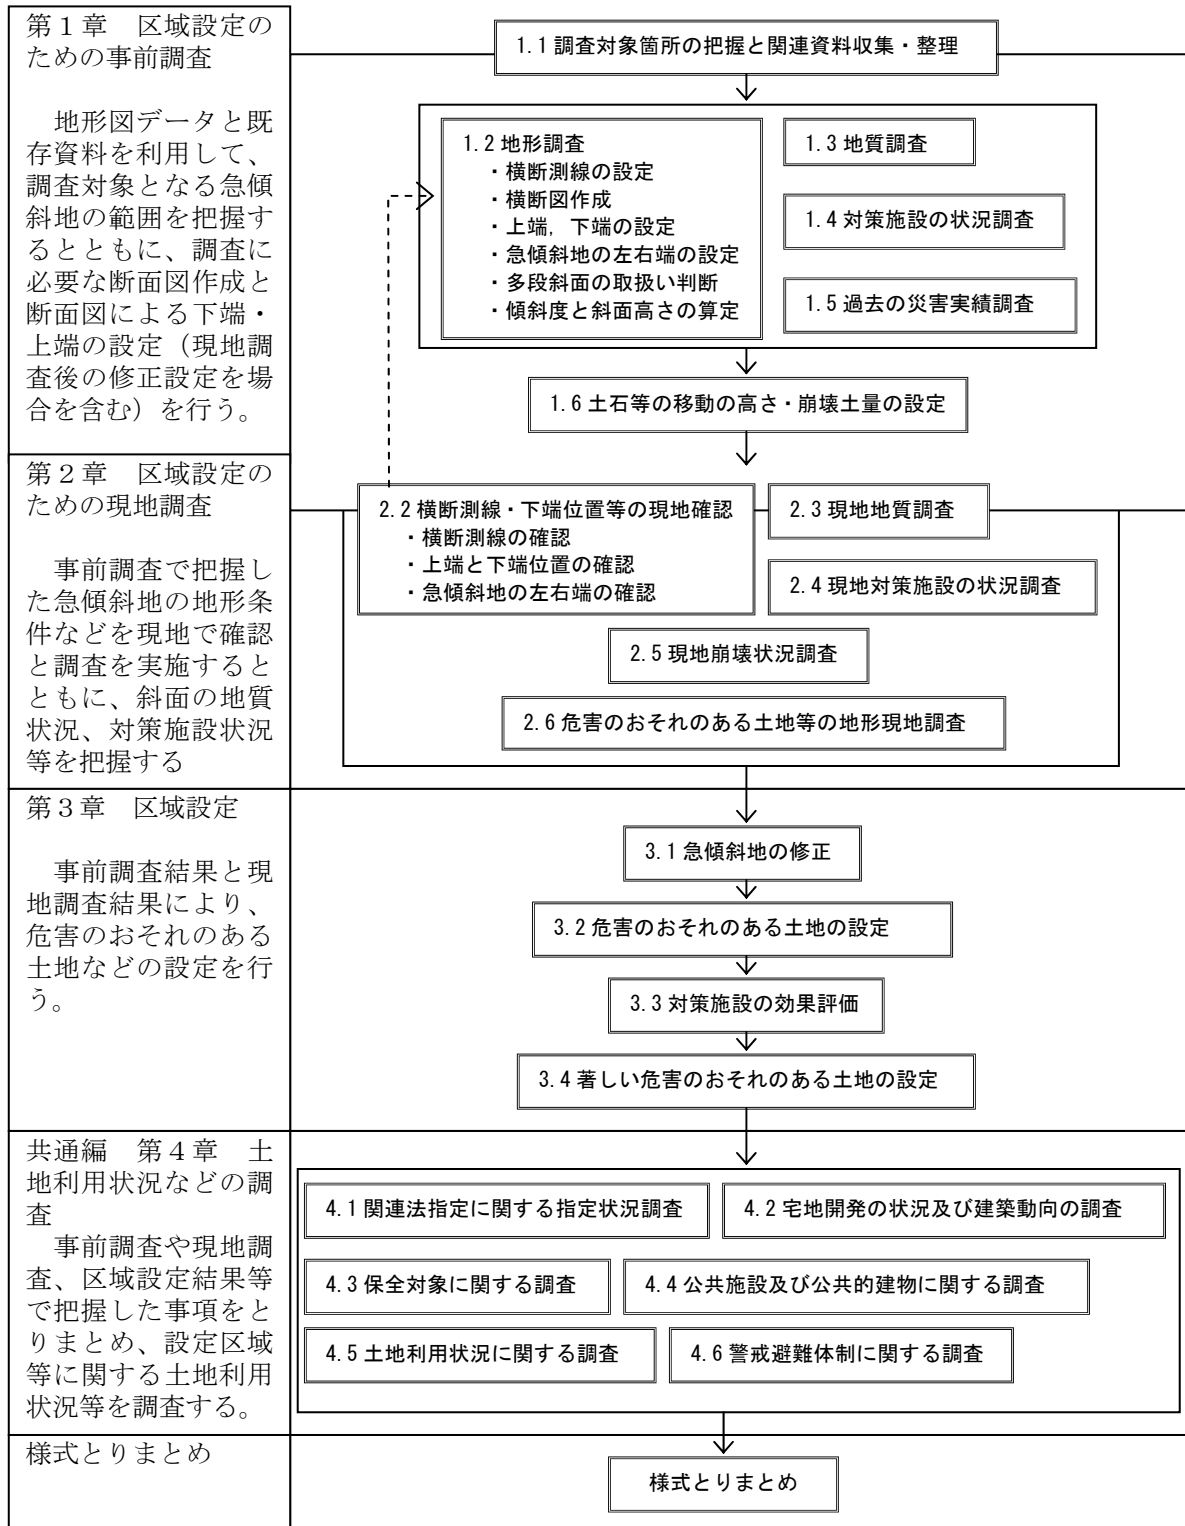 第１章　区域設定の
ための事前調査
　地形図データと既
存資料を利用して、
調査対象となる急傾
斜地の範囲を把握す
るとともに、調査に
必要な断面図作成と
断面図による下端・
上端の設定（現地調
査後の修正設定を場
合を含む）を行う。
1.1 調査対象箇所の把握と関連資料収集・整理
1.2 地形調査
・横断測線の設定
・横断図作成
・上端，下端の設定
・急傾斜地の左右端の設定
・多段斜面の取扱い判断
・傾斜度と斜面高さの算定
1.3 地質調査
1.4 対策施設の状況調査
1.5 過去の災害実績調査
1.6 土石等の移動の高さ・崩壊土量の設定
第２章　区域設定の
ための現地調査
　事前調査で把握し
た急傾斜地の地形条
件などを現地で確認
と調査を実施すると
ともに、斜面の地質
状況、対策施設状況
等を把握する
2.2 横断測線・下端位置等の現地確認
・横断測線の確認
・上端と下端位置の確認
・急傾斜地の左右端の確認
2.3 現地地質調査
2.4 現地対策施設の状況調査
2.5 現地崩壊状況調査
2.6 危害のおそれのある土地等の地形現地調査
第３章　区域設定
　事前調査結果と現
地調査結果により、
危害のおそれのある
土地などの設定を行
う。
3.1 急傾斜地の修正
3.2 危害のおそれのある土地の設定
3.3 対策施設の効果評価
3.4 著しい危害のおそれのある土地の設定
共通編　第４章　土
地利用状況などの調
査
　事前調査や現地調
査、区域設定結果等
で把握した事項をと
りまとめ、設定区域
等に関する土地利用
状況等を調査する。
4.1 関連法指定に関する指定状況調査
4.2 宅地開発の状況及び建築動向の調査
4.3 保全対象に関する調査
4.4 公共施設及び公共的建物に関する調査
4.5 土地利用状況に関する調査
4.6 警戒避難体制に関する調査
様式とりまとめ
様式とりまとめ